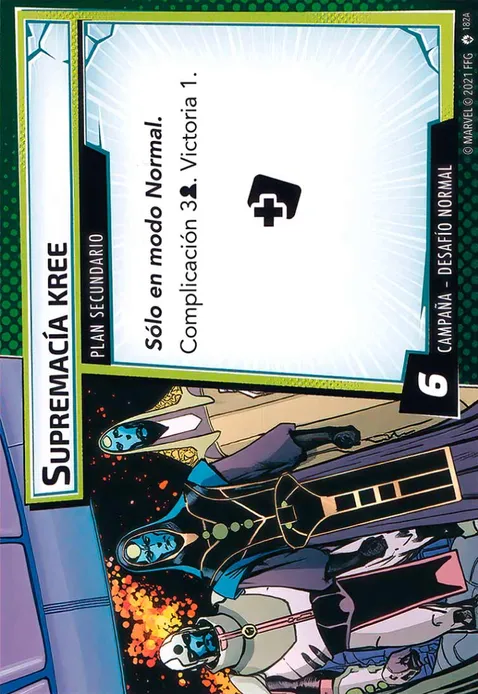 SUPREMACÍA KREE
PLAN SECUNDARIO
Sólo en modo Normal.
Complicación 3. Victoria 1.
6
CAMPAÑA – DESAFÍO NORMAL
© MARVEL © 2021 FFG 182A